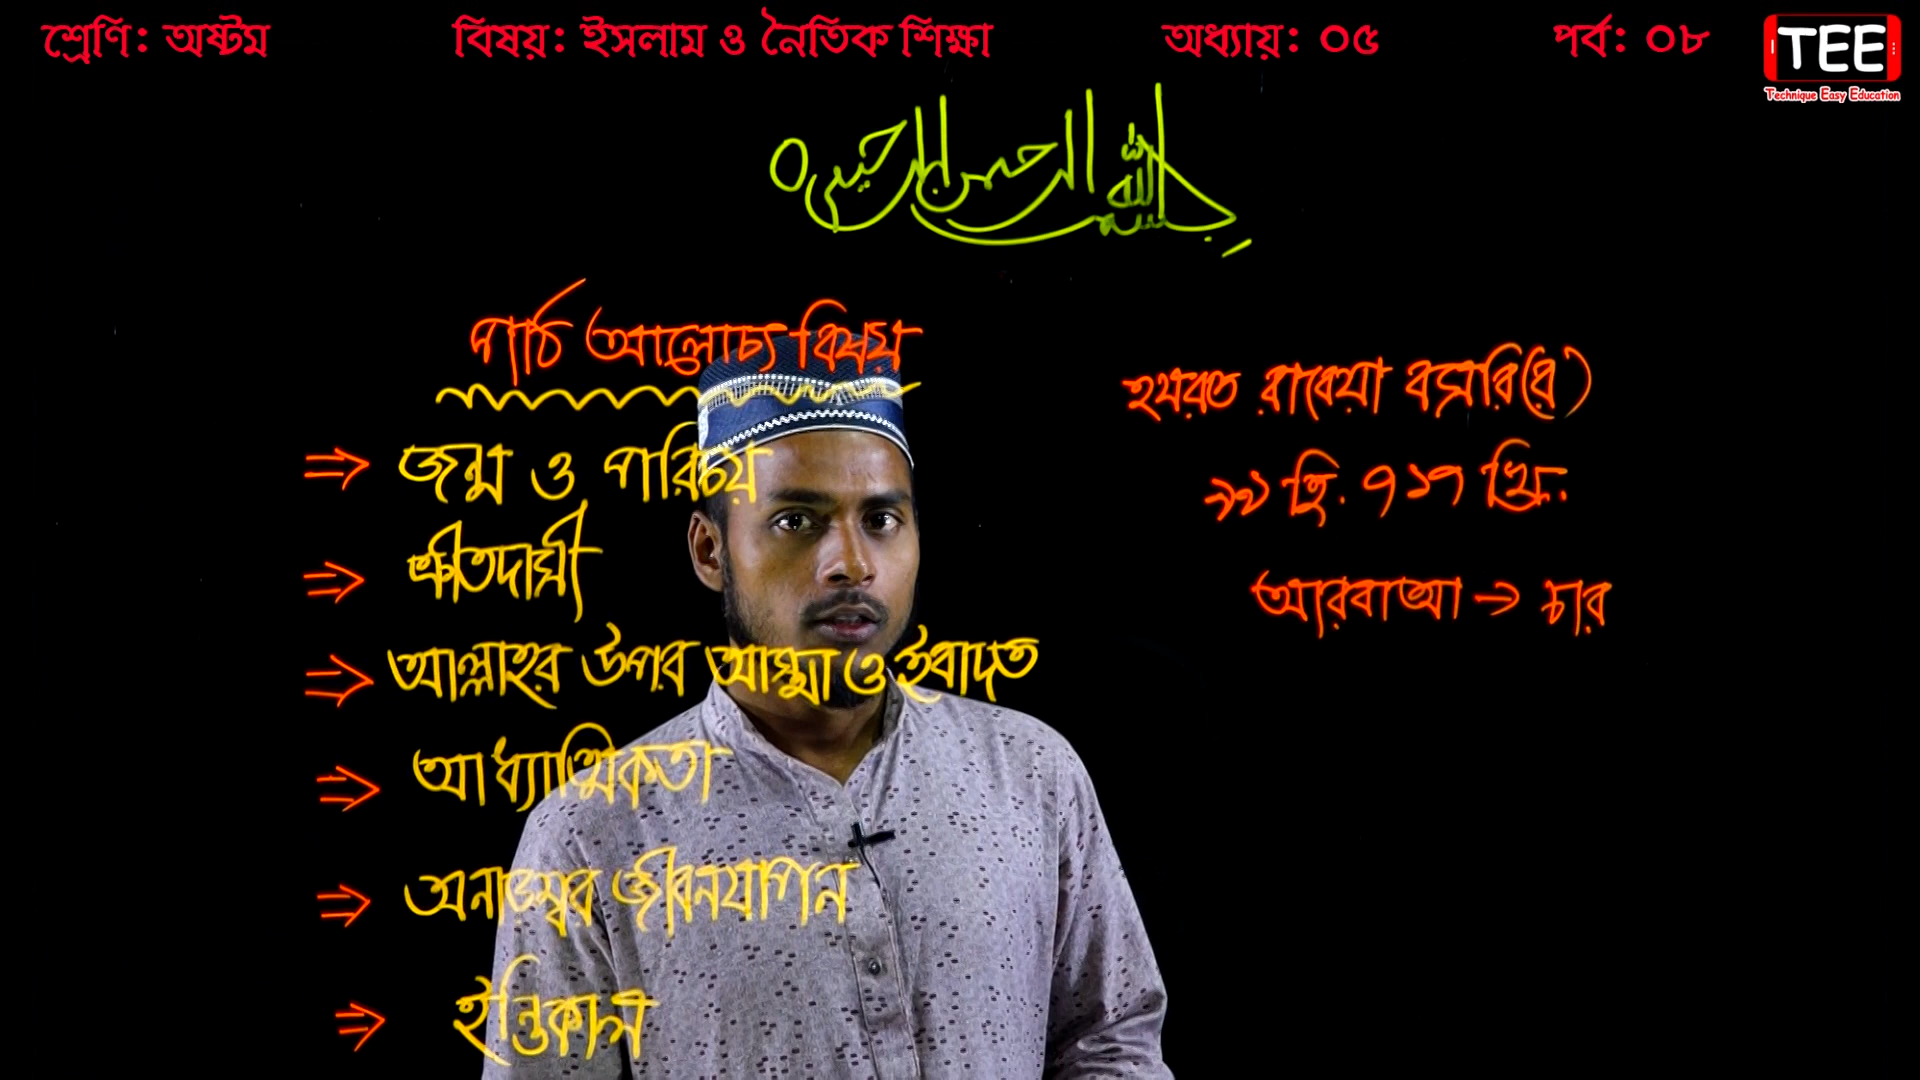 শ্রেণি: অষ্টম বিষয়: ইসলাম ও নৈতিক শিক্ষা অধ্যায়: ০৫ পর্ব: ০৮
TEE
Technique Easy Education
بسم الله الرحمن الرحيم
পাঠ আলোচ্য বিষয়
⇒ জন্ম ও পরিচয়
⇒ ক্রীতদাসী
⇒ আল্লাহর উপর আস্থা ও ইবাদত
⇒ আধ্যাত্মিকতা
⇒ অনাড়ম্বর জীবনযাপন
⇒ ইন্তিকাল
হযরত রাবেয়া বসরি (র)
৯৯ হি. ৭১৭ খ্রি.
আরবাআ → চার